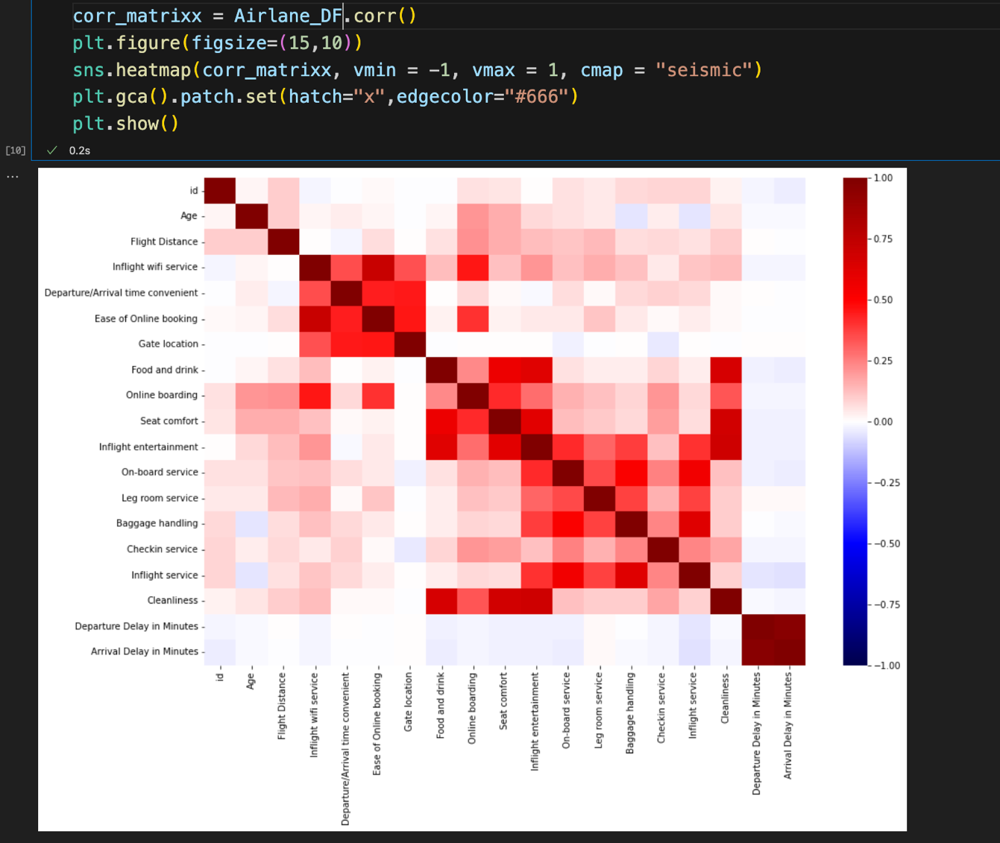 corr_matrixx = Airlane_DF.corr()
plt.figure(figsize=(15,10))
sns.heatmap(corr_matrixx, vmin = −1, vmax = 1, cmap = "seismic")
plt.gca().patch.set(hatch="x",edgecolor="#666")
plt.show()
[10] ✓ 0.2s
...
id
Age
Flight Distance
Inflight wifi service
Departure/Arrival time convenient
Ease of Online booking
Gate location
Food and drink
Online boarding
Seat comfort
Inflight entertainment
On-board service
Leg room service
Baggage handling
Checkin service
Inflight service
Cleanliness
Departure Delay in Minutes
Arrival Delay in Minutes
id
Age
Flight Distance
Inflight wifi service
Departure/Arrival time convenient
Ease of Online booking
Gate location
Food and drink
Online boarding
Seat comfort
Inflight entertainment
On-board service
Leg room service
Baggage handling
Checkin service
Inflight service
Cleanliness
Departure Delay in Minutes
Arrival Delay in Minutes
1.00
0.75
0.50
0.25
0.00
−0.25
−0.50
−0.75
−1.00